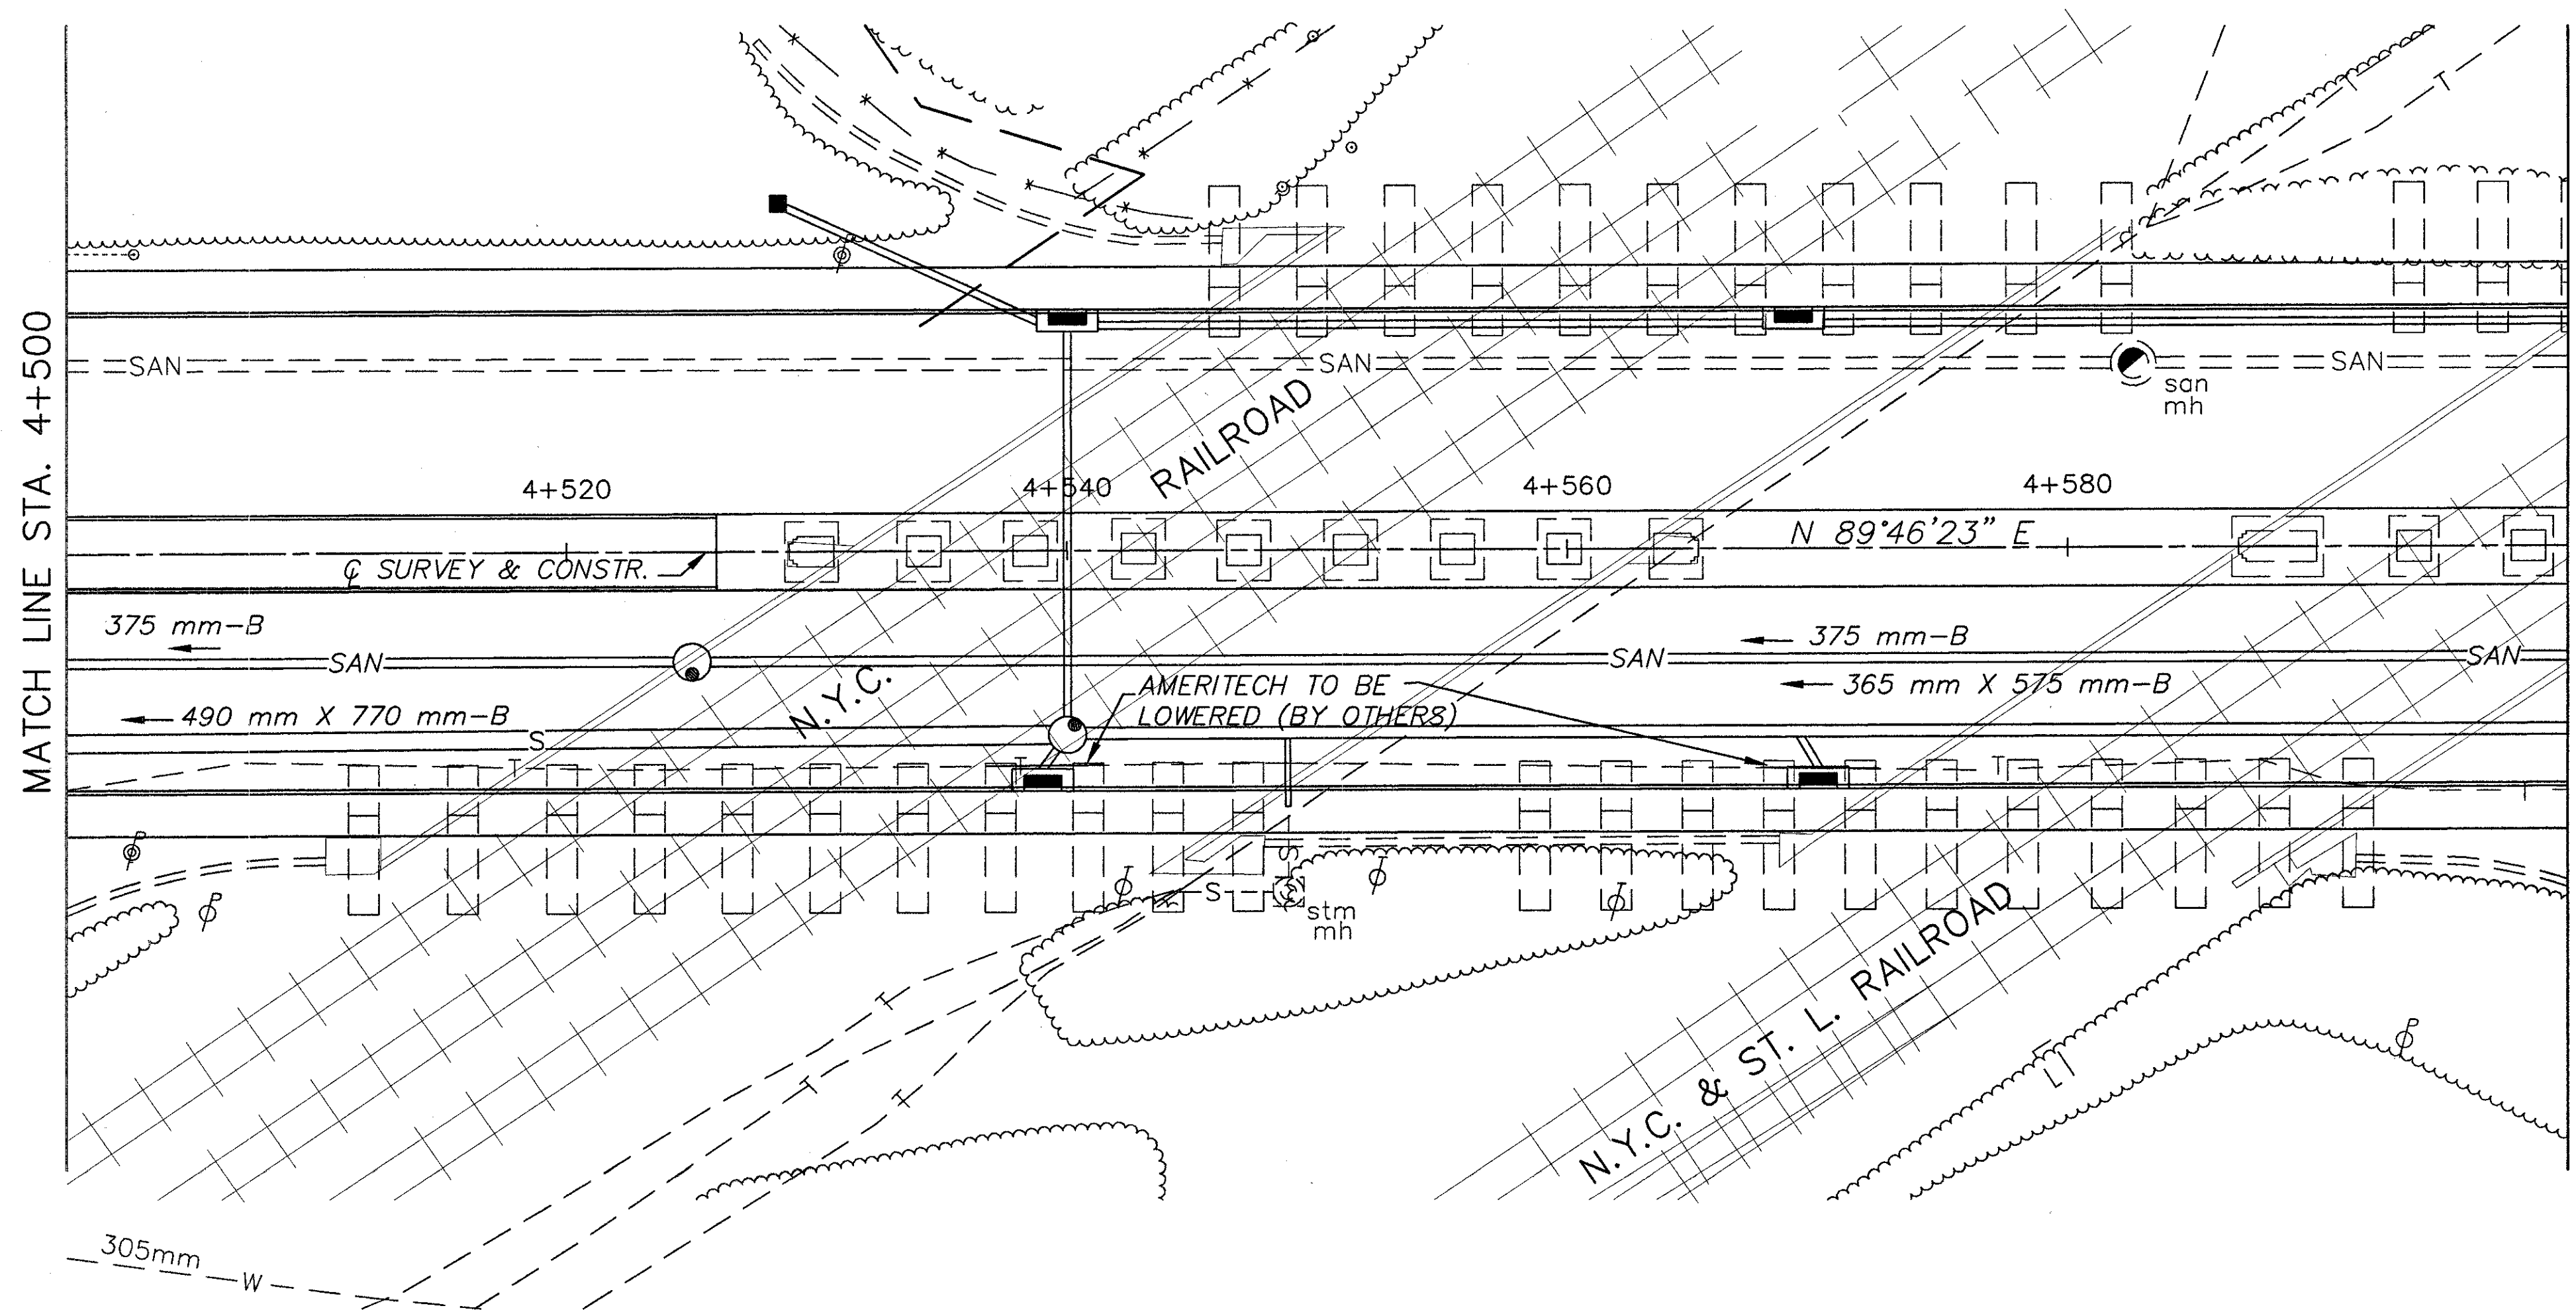 MATCH LINE STA. 4+500
SAN
SAN
SAN
san
mh
RAILROAD
4+520
4+540
4+560
4+580
N 89°46'23" E
℄ SURVEY & CONSTR.
375 mm-B
SAN
N.Y.C.
SAN
375 mm-B
SAN
490 mm X 770 mm-B
S
AMERITECH TO BE
LOWERED (BY OTHERS)
365 mm X 575 mm-B
T
T
T
T
T
T
S
S
stm
mh
T
T
T
N.Y.C. & ST. L. RAILROAD
305mm
W